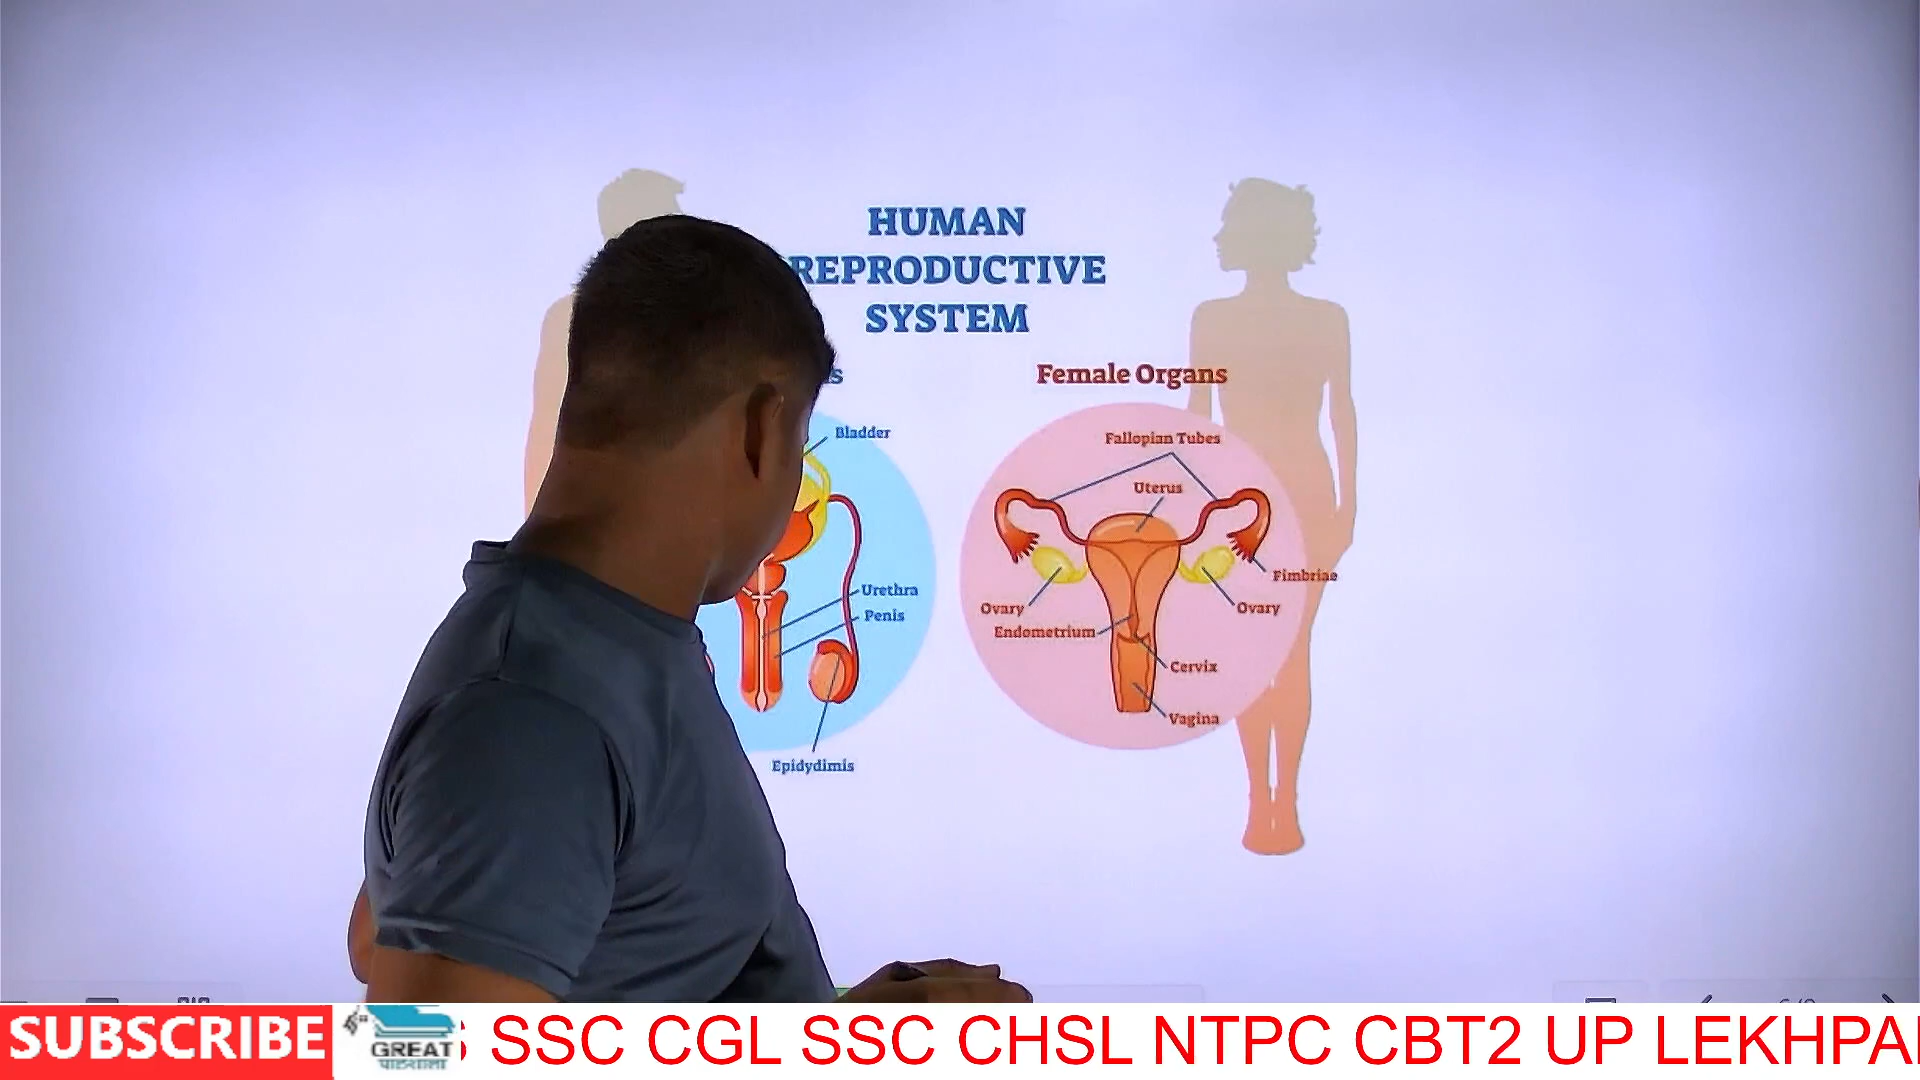 HUMAN
REPRODUCTIVE
SYSTEM
Female Organs
Bladder
Urethra
Penis
Epidydimis
Fallopian Tubes
Uterus
Fimbriae
Ovary
Ovary
Endometrium
Cervix
Vagina
SUBSCRIBE
GREAT
पाठशाला
SSC CGL SSC CHSL NTPC CBT2 UP LEKHPA